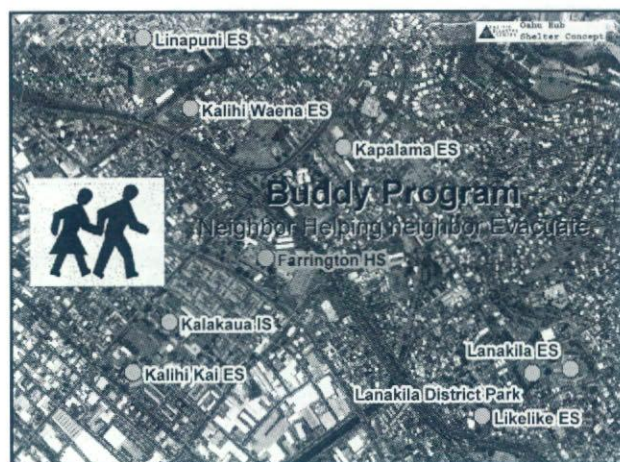 Linapuni ES
Oahu Hub
Shelter Concept
Kalihi Waena ES
Kapalama ES
Buddy Program
Neighbor Helping neighbor Evacuate
Farrington HS
Kalakaua IS
Lanakila ES
Kalihi Kai ES
Lanakila District Park
Likelike ES